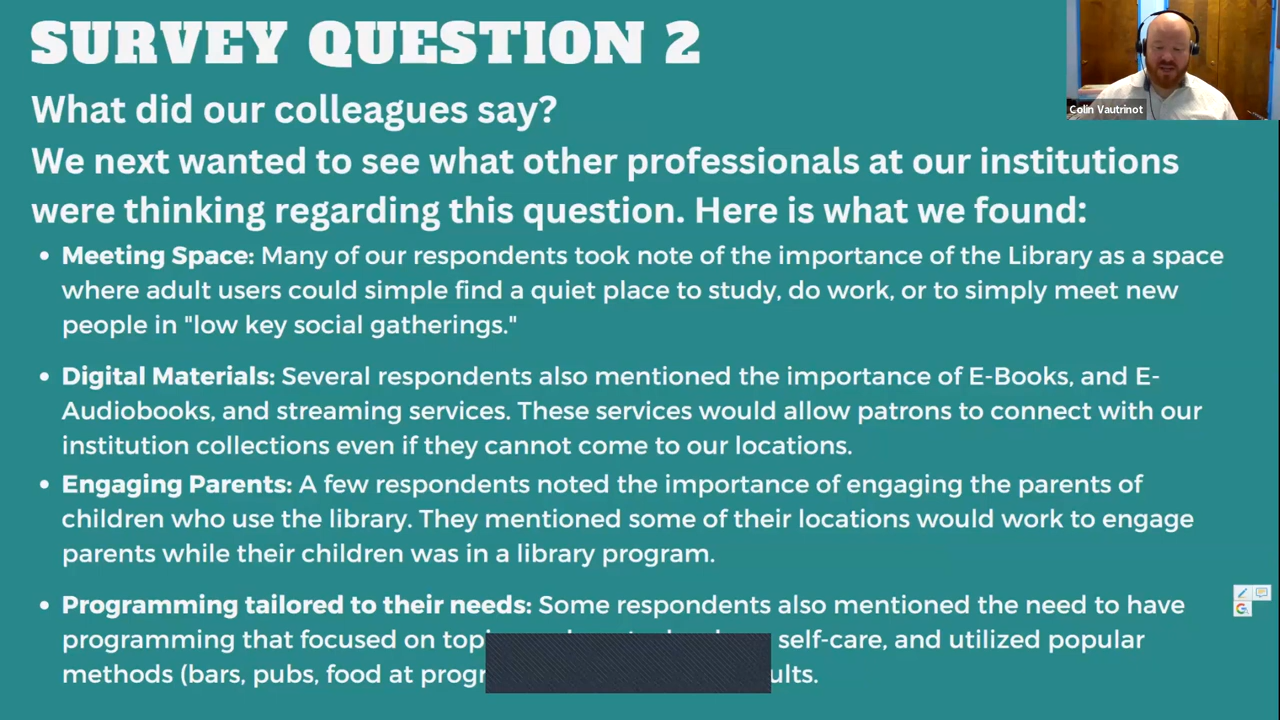 SURVEY QUESTION 2
Colin Vautrinot
What did our colleagues say?
We next wanted to see what other professionals at our institutions
were thinking regarding this question. Here is what we found:
• Meeting Space: Many of our respondents took note of the importance of the Library as a space
where adult users could simple find a quiet place to study, do work, or to simply meet new
people in "low key social gatherings."
• Digital Materials: Several respondents also mentioned the importance of E-Books, and E-
Audiobooks, and streaming services. These services would allow patrons to connect with our
institution collections even if they cannot come to our locations.
• Engaging Parents: A few respondents noted the importance of engaging the parents of
children who use the library. They mentioned some of their locations would work to engage
parents while their children was in a library program.
• Programming tailored to their needs: Some respondents also mentioned the need to have
programming that focused on self-care, and utilized popular
methods (bars, pubs, food at